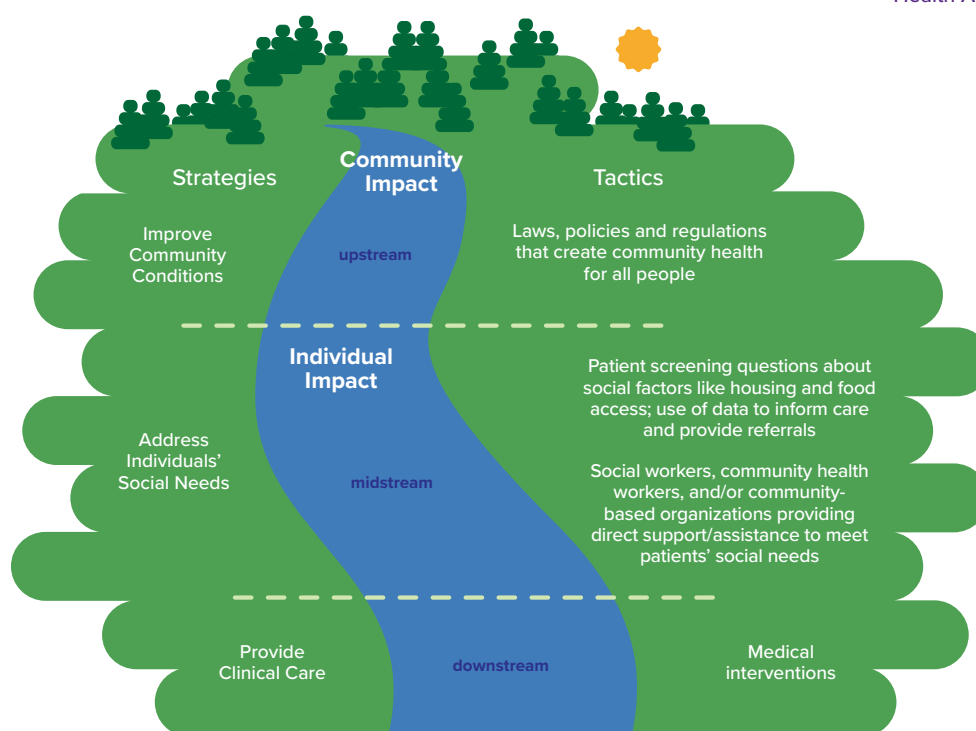 Health A
Community
Impact
Strategies
Tactics
Improve
Community
Conditions
upstream
Laws, policies and regulations
that create community health
for all people
Individual
Impact
Address
Individuals’
Social Needs
midstream
Patient screening questions about
social factors like housing and food
access; use of data to inform care
and provide referrals
Social workers, community health
workers, and/or community-
based organizations providing
direct support/assistance to meet
patients’ social needs
Provide
Clinical Care
downstream
Medical
interventions